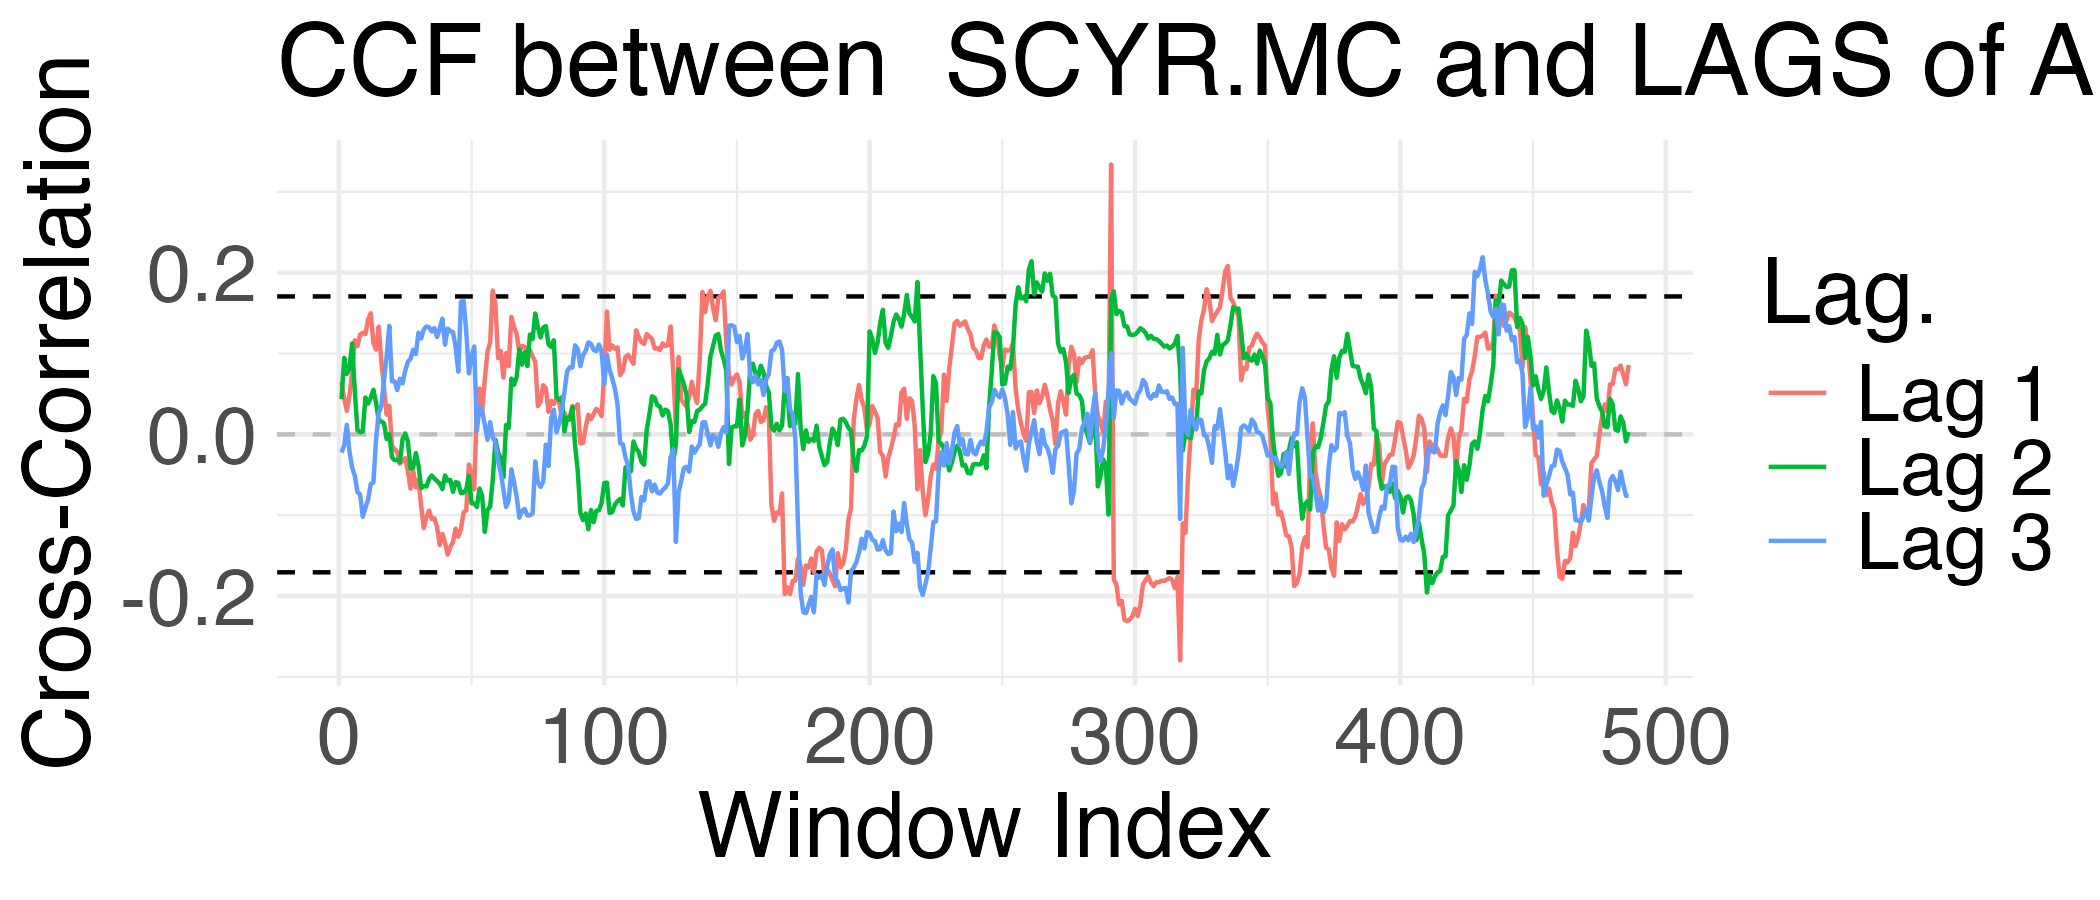 CCF between SCYR.MC and LAGS of A
Cross-Correlation
0.2
0.0
-0.2
0
100
200
300
400
500
Window Index
Lag.
Lag 1
Lag 2
Lag 3